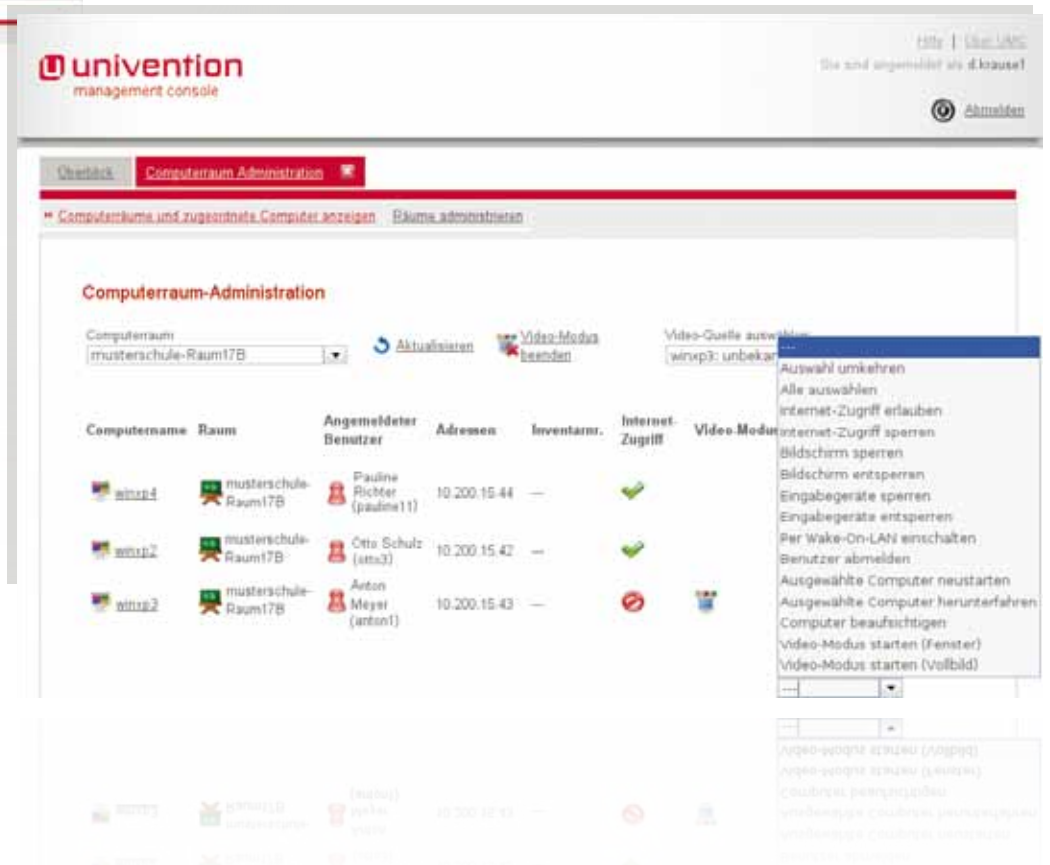 univention
management console
Hilfe | Über UMC
Sie sind angemeldet als d.krause1
Abmelden
Überblick
Computerraum Administration
Computerräume und zugeordnete Computer anzeigen
Räume administrieren
Computerraum-Administration
Computerraum
musterschule-Raum17B
Aktualisieren
Video-Modus
beenden
Video-Quelle
winxp3:
Computername
Raum
Angemeldeter
Benutzer
Adressen
Inventarnr.
Internet-
Zugriff
Video-Modus
winxp4
musterschule-
Raum17B
Pauline
Richter
(pauline11)
10.200.15.44
---
winxp2
musterschule-
Raum17B
Otto Schulz
(otto3)
10.200.15.42
---
winxp3
musterschule-
Raum17B
Anton
Meyer
(anton1)
10.200.15.43
---
---
Auswahl umkehren
Alle auswählen
Internet-Zugriff erlauben
Internet-Zugriff sperren
Bildschirm sperren
Bildschirm entsperren
Eingabegeräte sperren
Eingabegeräte entsperren
Per Wake-On-LAN einschalten
Benutzer abmelden
Ausgewählte Computer neustarten
Ausgewählte Computer herunterfahren
Computer beaufsichtigen
Video-Modus starten (Fenster)
Video-Modus starten (Vollbild)
---